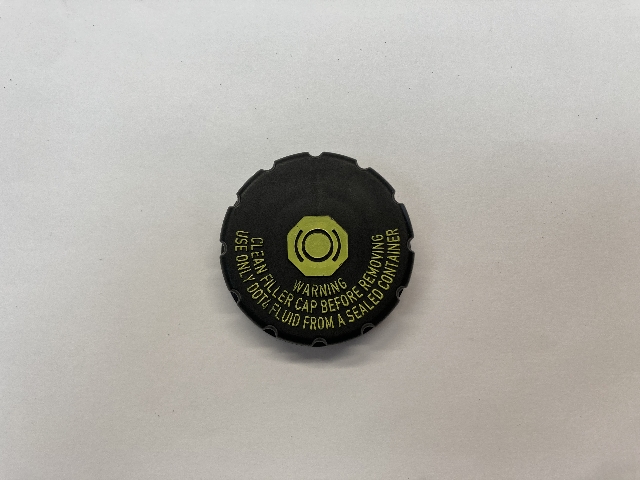 WARNING
CLEAN FILLER CAP BEFORE REMOVING
USE ONLY DOT4 FLUID FROM A SEALED CONTAINER